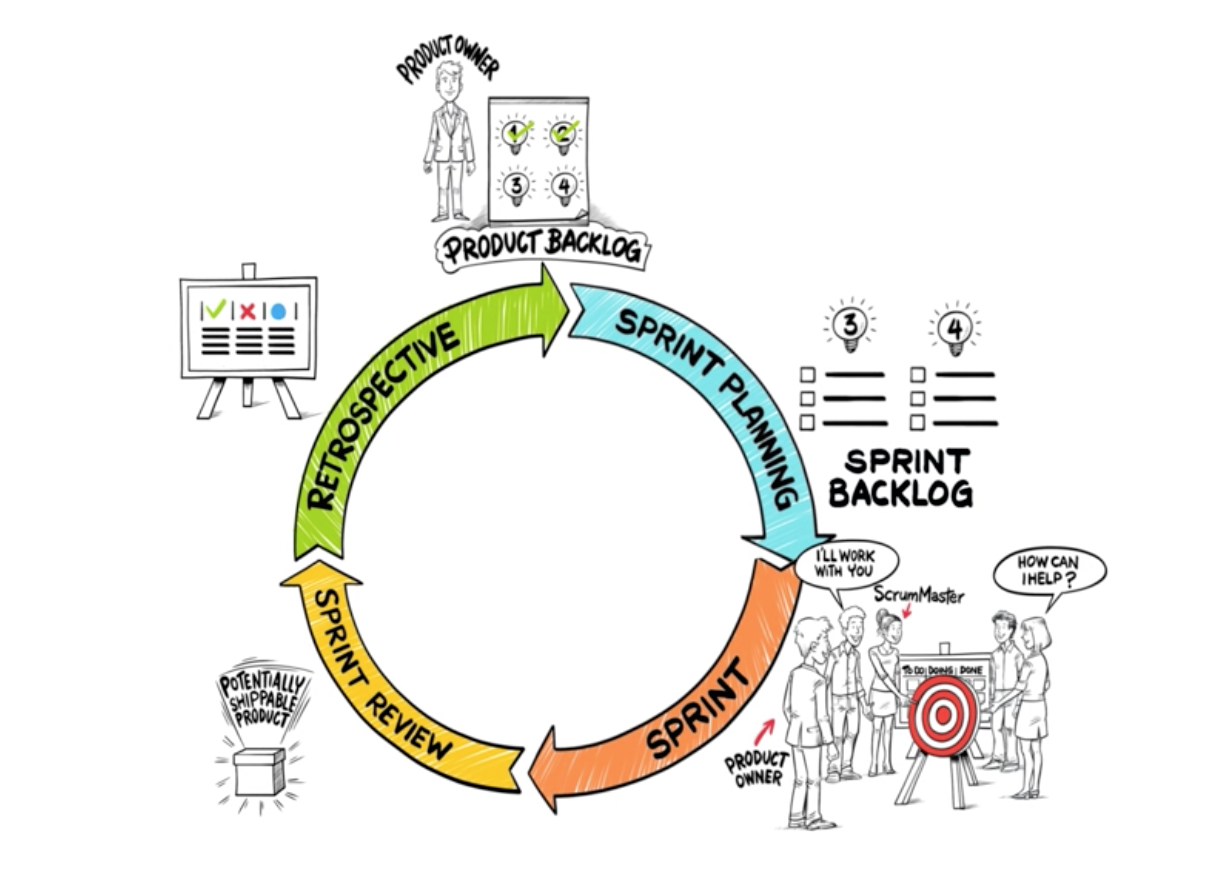 PRODUCT OWNER
1 2
3 4
PRODUCT BACKLOG
RETROSPECTIVE
SPRINT PLANNING
3 4
SPRINT
BACKLOG
I'LL WORK
WITH YOU
HOW CAN
I HELP?
ScrumMaster
TO DO DOING DONE
PRODUCT
OWNER
SPRINT
SPRINT REVIEW
POTENTIALLY
SHIPPABLE
PRODUCT